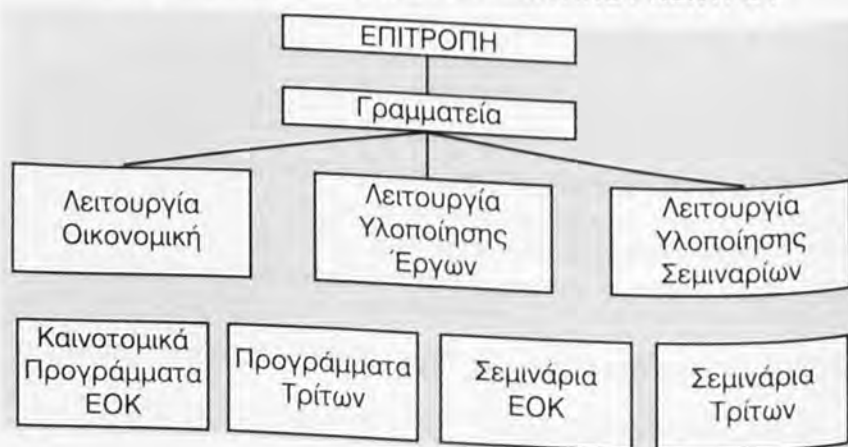 ΕΠΙΤΡΟΠΗ
Γραμματεία
Λειτουργία
Οικονομική
Λειτουργία
Υλοποίησης
Έργων
Λειτουργία
Υλοποίησης
Σεμιναρίων
Καινοτομικά
Προγράμματα
ΕΟΚ
Προγράμματα
Τρίτων
Σεμινάρια
ΕΟΚ
Σεμινάρια
Τρίτων